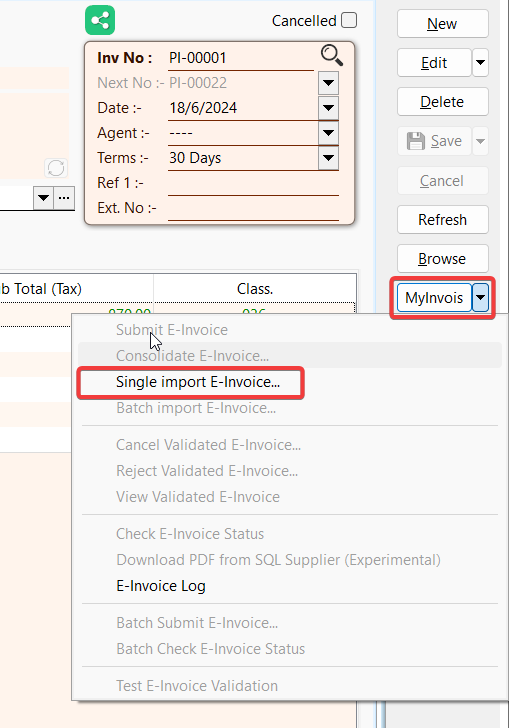 Cancelled
New
Inv No : PI-00001
Edit
Next No :- PI-00022
Date :- 18/6/2024
Delete
Agent :- ----
Save
Terms :- 30 Days
Cancel
Ref 1 :-
Ext. No :-
Refresh
...
Browse
b Total (Tax) Class.
MyInvois
Submit E-Invoice
Consolidate E-Invoice...
Single import E-Invoice...
Batch import E-Invoice...
Cancel Validated E-Invoice...
Reject Validated E-Invoice...
View Validated E-Invoice
Check E-Invoice Status
Download PDF from SQL Supplier (Experimental)
E-Invoice Log
Batch Submit E-Invoice...
Batch Check E-Invoice Status
Test E-Invoice Validation